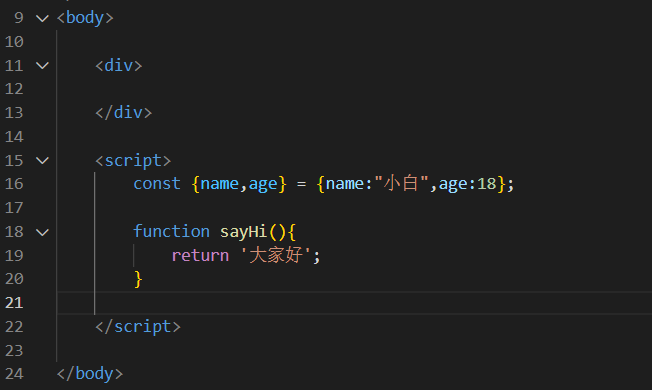 9 <body>
10
11 <div>
12
13 </div>
14
15 <script>
16 const {name,age} = {name:"小白",age:18};
17
18 function sayHi(){
19 return '大家好';
20 }
21
22 </script>
23
24 </body>